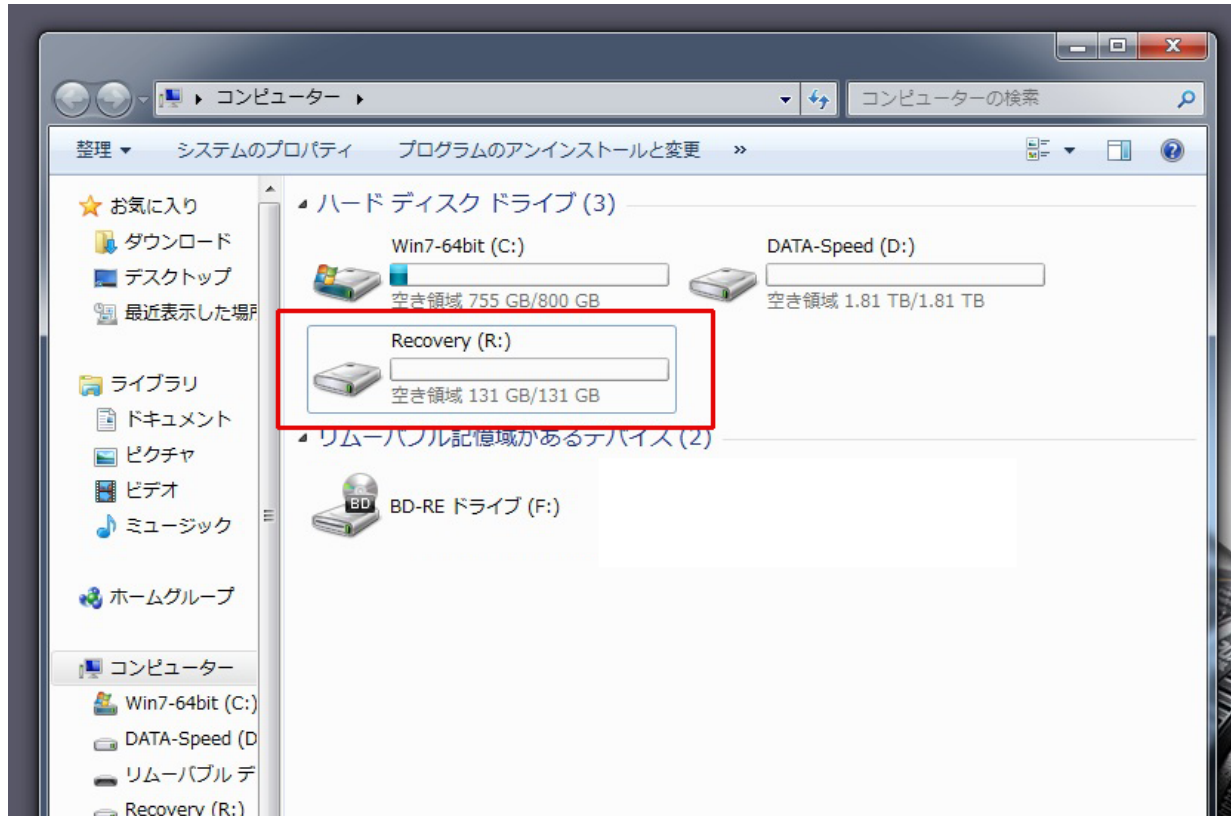 コンピューター
コンピューターの検索
整理 システムのプロパティ プログラムのアンインストールと変更 »
お気に入り
ダウンロード
デスクトップ
最近表示した場所
ライブラリ
ドキュメント
ピクチャ
ビデオ
ミュージック
ホームグループ
コンピューター
Win7-64bit (C:)
DATA-Speed (D
リムーバブル デ
Recovery (R:)
ハード ディスク ドライブ (3)
Win7-64bit (C:)
空き領域 755 GB/800 GB
DATA-Speed (D:)
空き領域 1.81 TB/1.81 TB
Recovery (R:)
空き領域 131 GB/131 GB
リムーバブル記憶域があるデバイス (2)
BD-RE ドライブ (F:)
BD